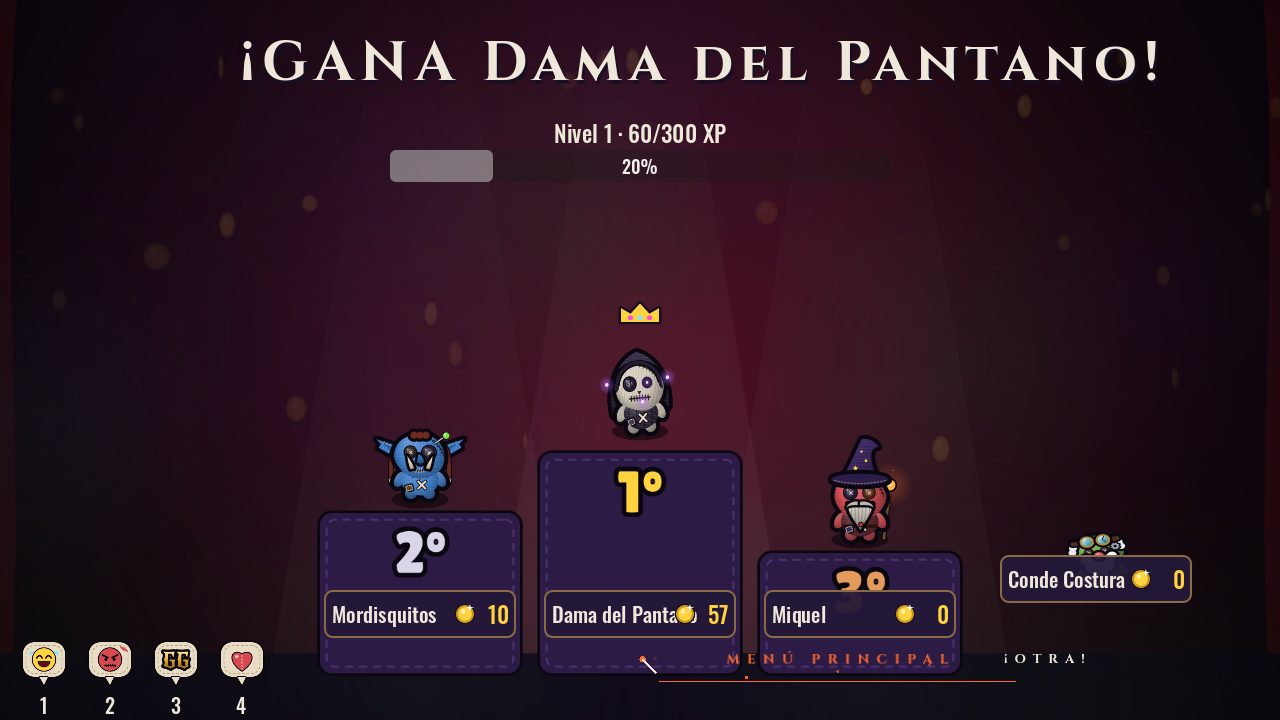 ¡GANA DAMA DEL PANTANO!
Nivel 1 · 60/300 XP
20%
1º
2º
3º
Conde Costura 0
Mordisquitos 10
Dama del Panta 57
Miquel 0
MENÚ PRINCIPAL
¡OTRA!
GG
1 2 3 4